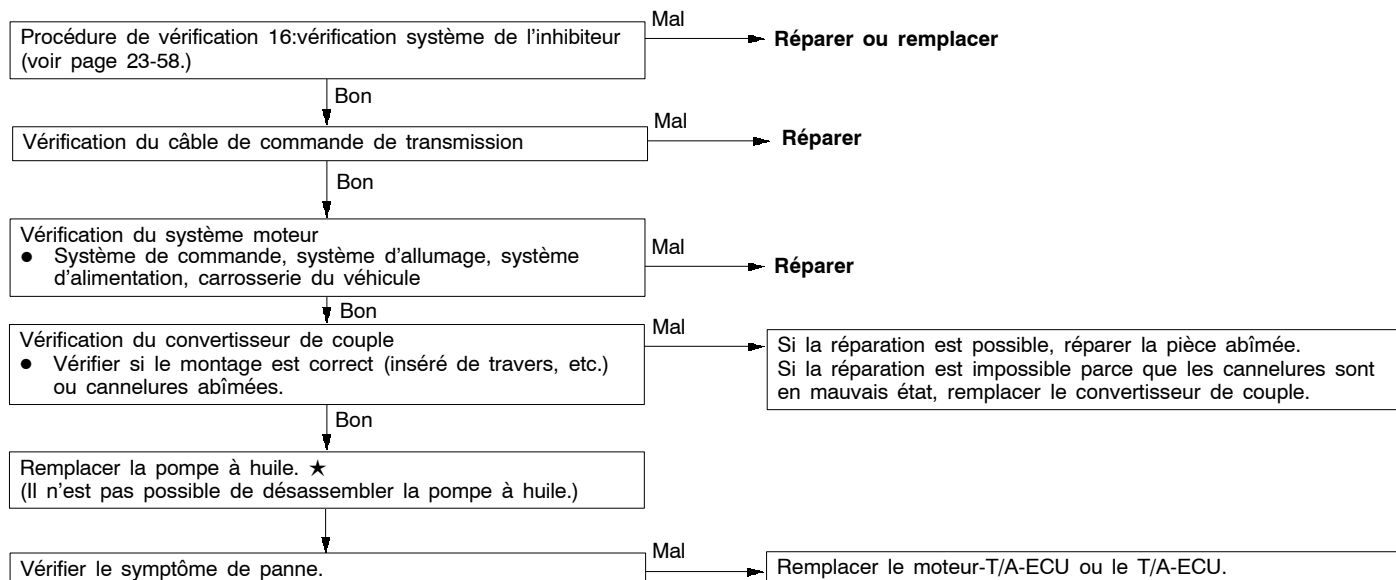 Mal
Procédure de vérification 16:vérification système de l'inhibiteur
(voir page 23-58.)
Réparer ou remplacer
Bon
Mal
Vérification du câble de commande de transmission
Réparer
Bon
Vérification du système moteur
● Système de commande, système d'allumage, système
d'alimentation, carrosserie du véhicule
Mal
Réparer
Bon
Vérification du convertisseur de couple
● Vérifier si le montage est correct (inséré de travers, etc.)
ou cannelures abîmées.
Mal
Si la réparation est possible, réparer la pièce abîmée.
Si la réparation est impossible parce que les cannelures sont
en mauvais état, remplacer le convertisseur de couple.
Bon
Remplacer la pompe à huile. ★
(Il n'est pas possible de désassembler la pompe à huile.)
Mal
Vérifier le symptôme de panne.
Remplacer le moteur-T/A-ECU ou le T/A-ECU.